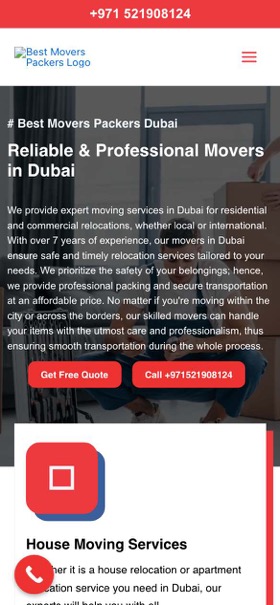 +971 521908124
Best Movers
Packers Logo
# Best Movers Packers Dubai
Reliable & Professional Movers
in Dubai
We provide expert moving services in Dubai for residential
and commercial relocations, whether local or international.
With over 7 years of experience, our movers in Dubai
ensure safe and timely relocation services tailored to your
needs. We prioritize the safety of your belongings; hence,
we provide professional packing and secure transportation
at an affordable price. No matter if you're moving within the
city or across the borders, our skilled movers can handle
your items with the utmost care and professionalism, thus
ensuring smooth transportation during the whole process.
Get Free Quote
Call +971521908124
House Moving Services
her it is a house relocation or apartment
cation service you need in Dubai, our